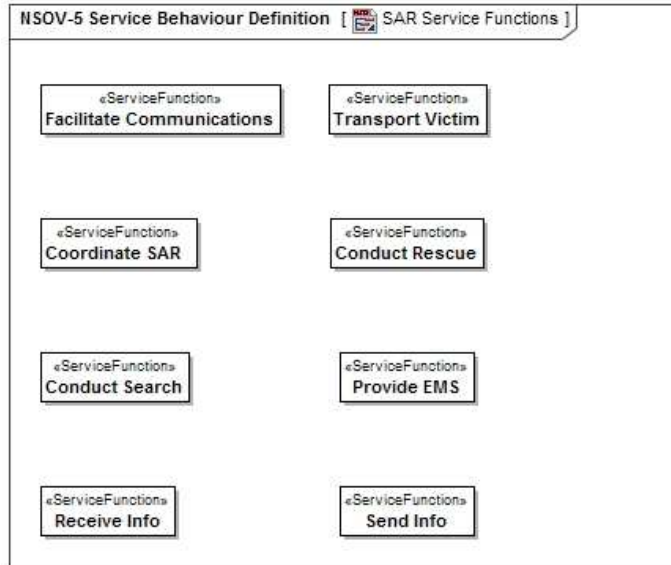 NSOV-5 Service Behaviour Definition [ SAR Service Functions ]
«ServiceFunction»
Facilitate Communications
«ServiceFunction»
Transport Victim
«ServiceFunction»
Coordinate SAR
«ServiceFunction»
Conduct Rescue
«ServiceFunction»
Conduct Search
«ServiceFunction»
Provide EMS
«ServiceFunction»
Receive Info
«ServiceFunction»
Send Info